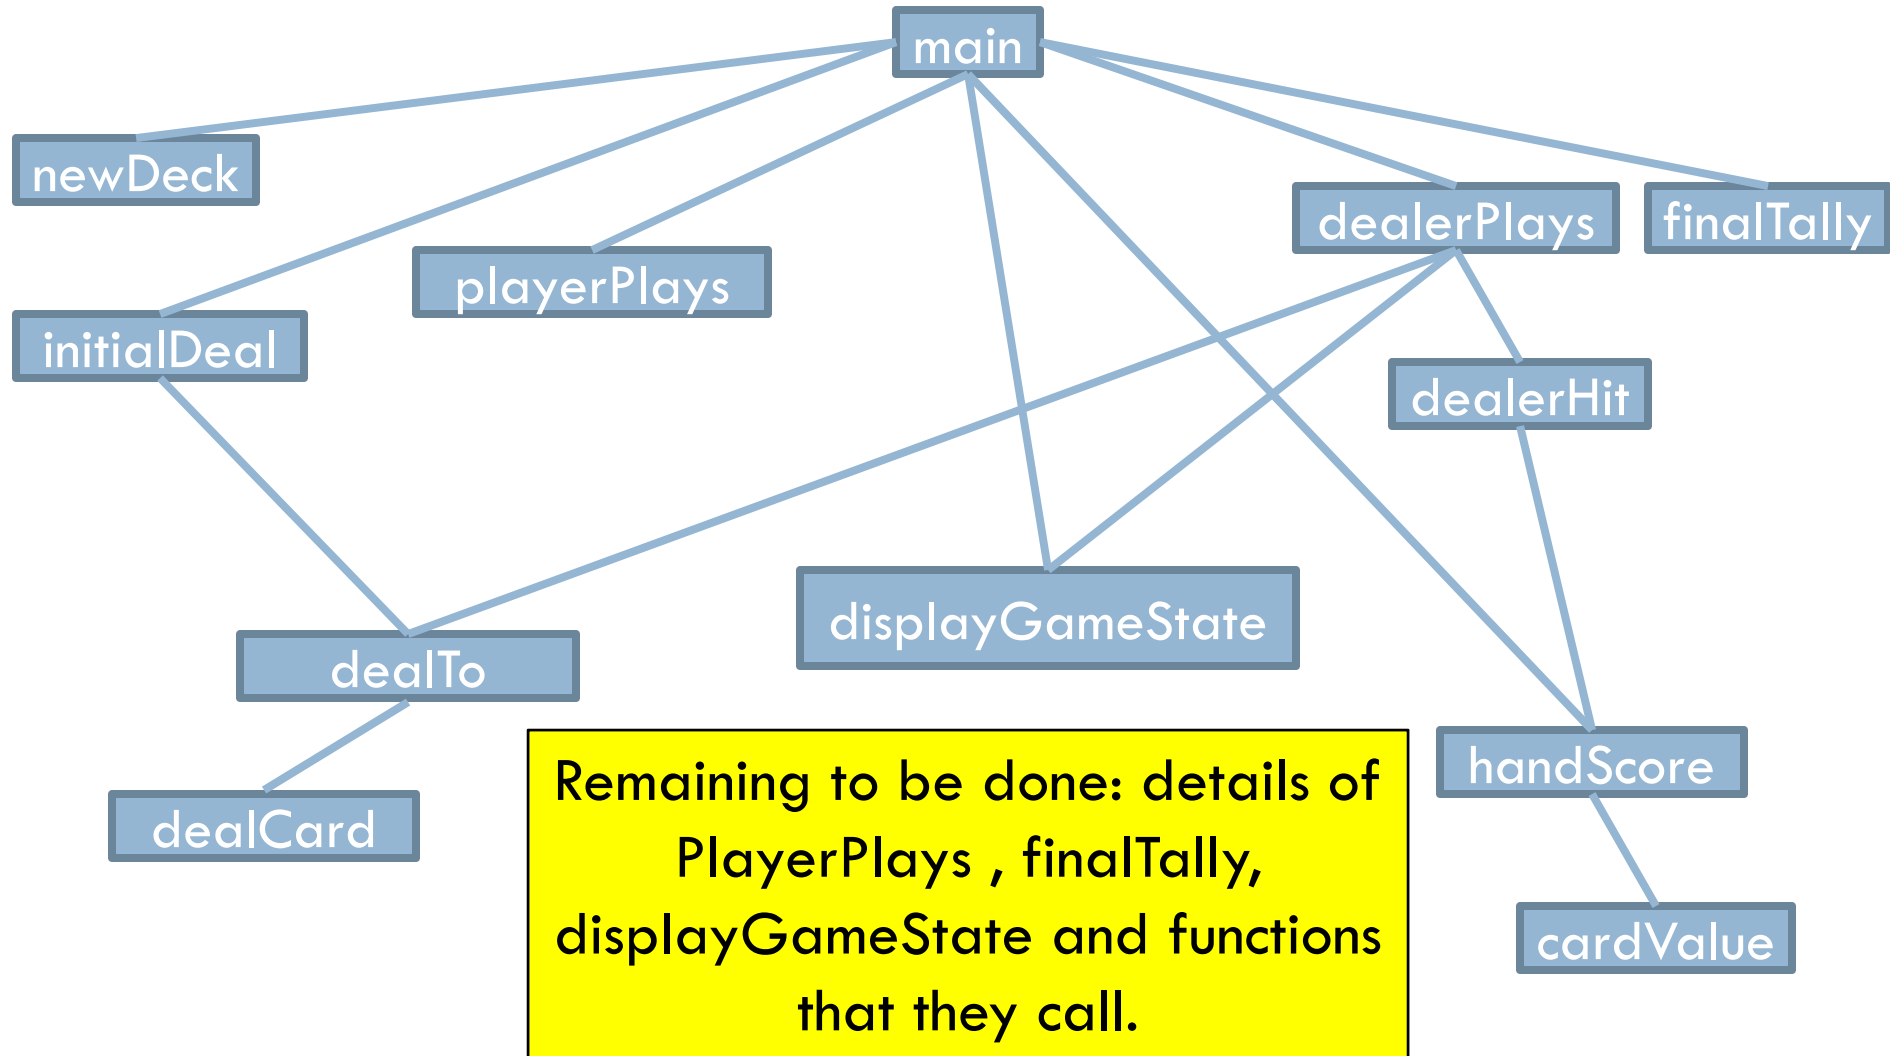 main
newDeck
dealerPlays
finalTally
playerPlays
initialDeal
dealerHit
displayGameState
dealTo
handScore
dealCard
Remaining to be done: details of
PlayerPlays , finalTally,
displayGameState and functions
that they call.
cardValue